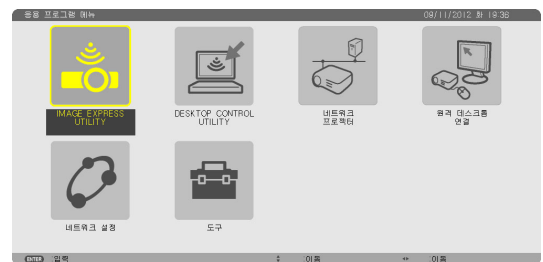 응용 프로그램 메뉴 09/11/2012 화 19:36
IMAGE EXPRESS
UTILITY
DESKTOP CONTROL
UTILITY
네트워크
프로젝터
원격 데스크톱
연결
네트워크 설정
도구
ENTER :입력 :이동 :이동